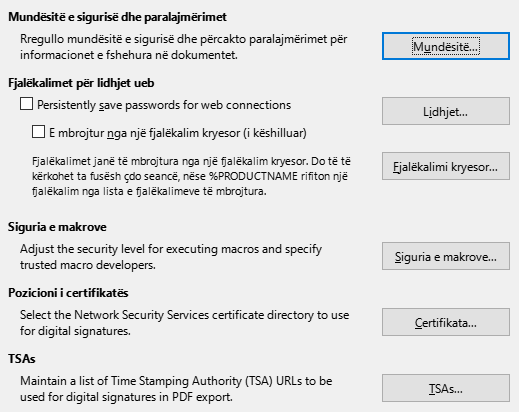 Mundësitë e sigurisë dhe paralajmërimet
Rregullo mundësitë e sigurisë dhe përcakto paralajmërimet për
informacionet e fshehura në dokumentet.
Mundësitë...
Fjalëkalimet për lidhjet ueb
Persistently save passwords for web connections
Lidhjet...
E mbrojtur nga një fjalëkalim kryesor (i këshilluar)
Fjalëkalimet janë të mbrojtura nga një fjalëkalim kryesor. Do të të
kërkohet ta fusësh çdo seancë, nëse %PRODUCTNAME rifiton një
fjalëkalim nga lista e fjalëkalimeve të mbrojtura.
Fjalëkalimi kryesor...
Siguria e makrove
Adjust the security level for executing macros and specify
trusted macro developers.
Siguria e makrove...
Pozicioni i certifikatës
Select the Network Security Services certificate directory to use
for digital signatures.
Certifikata...
TSAs
Maintain a list of Time Stamping Authority (TSA) URLs to be
used for digital signatures in PDF export.
TSAs...